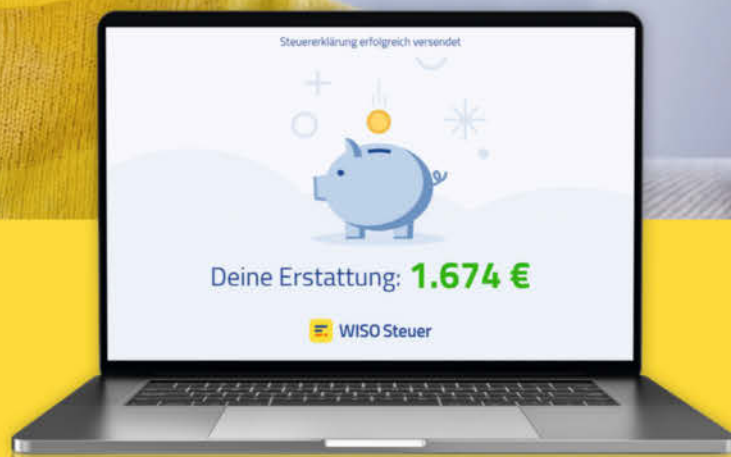 Steuererklärung erfolgreich versendet
Deine Erstattung: 1.674 €
WISO Steuer